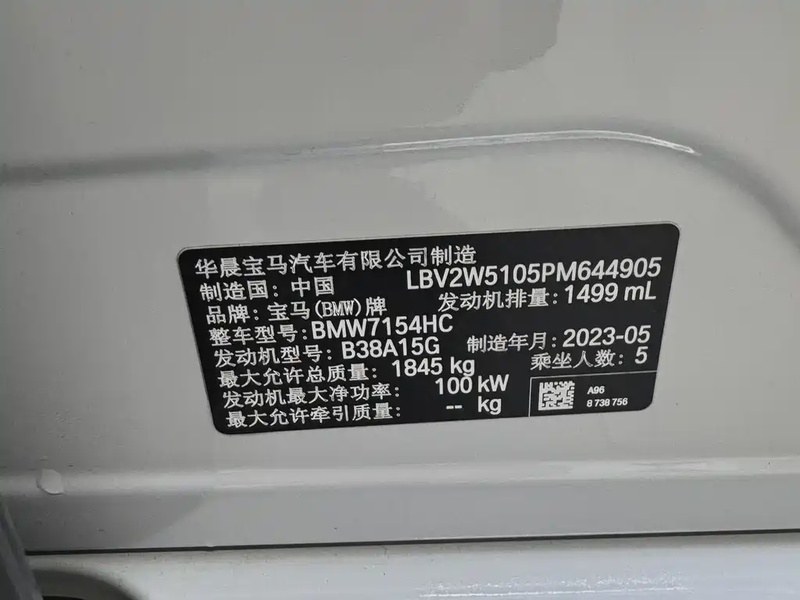 华晨宝马汽车有限公司制造
制造国: 中国 LBV2W5105PM644905
品牌: 宝马(BMW)牌 发动机排量: 1499 mL
整车型号: BMW7154HC
发动机型号: B38A15G 制造年月: 2023-05
最大允许总质量: 1845 kg 乘坐人数: 5
发动机最大净功率: 100 kW
最大允许牵引质量: -- kg
A96
8 738 756